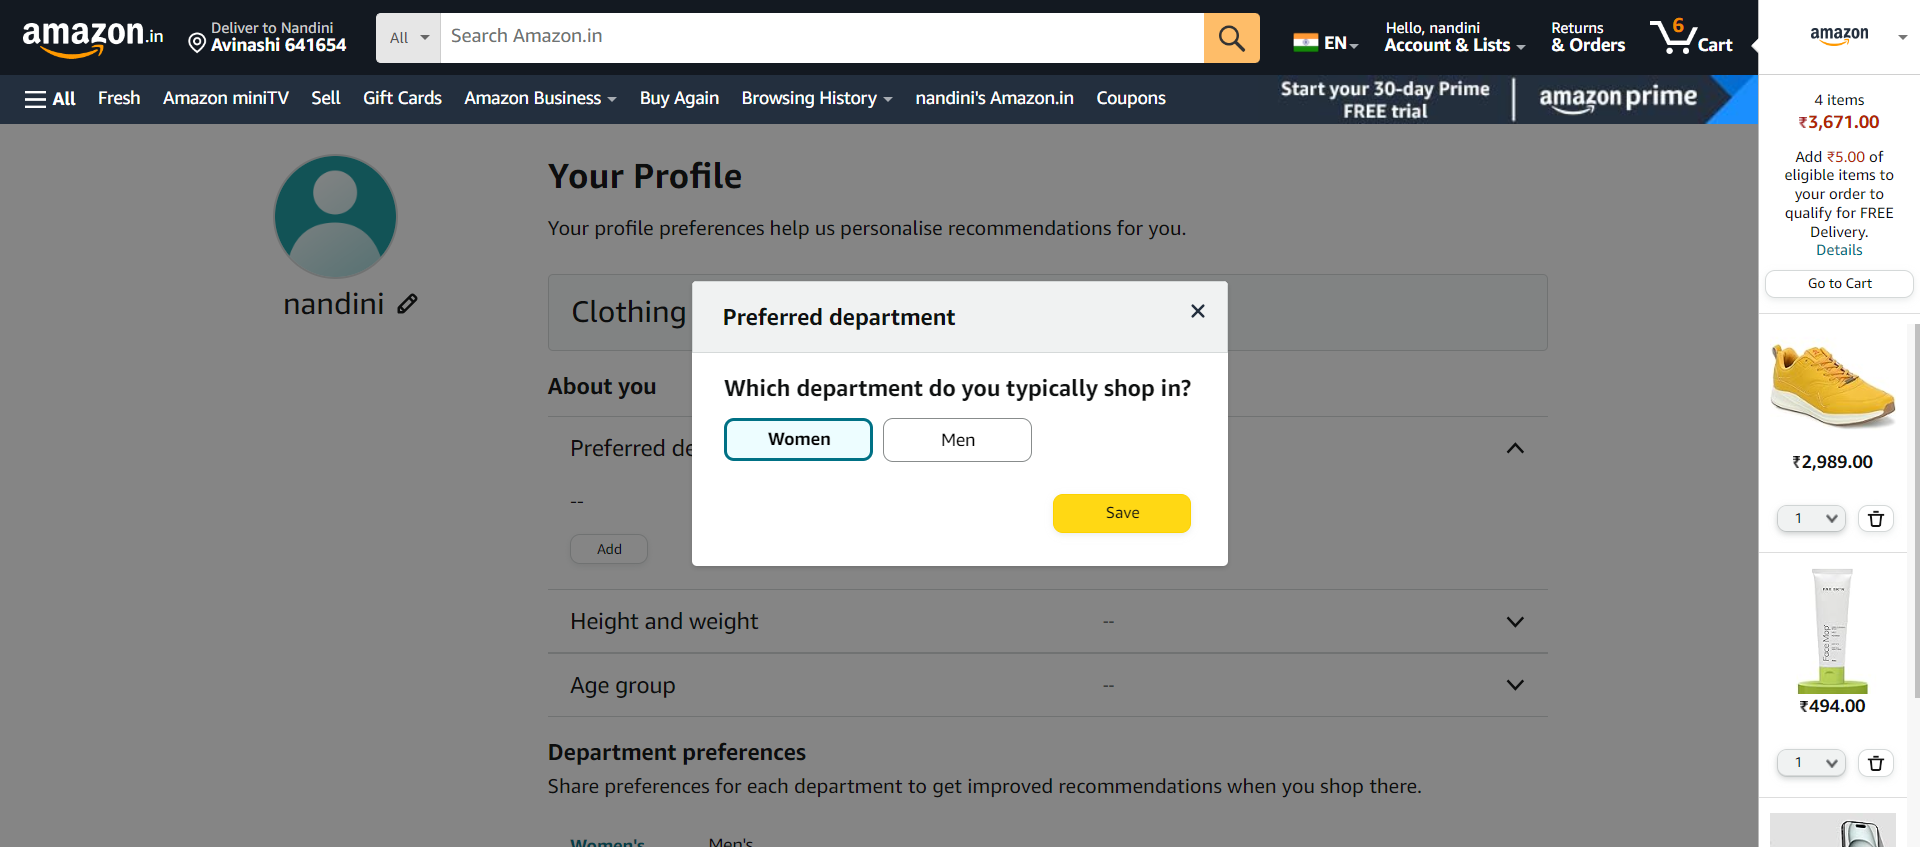 amazon.in
Deliver to Nandini
Avinashi 641654
All
Search Amazon.in
EN
Hello, nandini
Account & Lists
Returns
& Orders
6
Cart
All
Fresh
Amazon miniTV
Sell
Gift Cards
Amazon Business
Buy Again
Browsing History
nandini's Amazon.in
Coupons
Start your 30-day Prime
FREE trial
amazon prime
nandini
Your Profile
Your profile preferences help us personalise recommendations for you.
Clothing
About you
Preferred de
--
Add
Height and weight
--
Age group
--
Department preferences
Share preferences for each department to get improved recommendations when you shop there.
Women's
Men's
Preferred department
Which department do you typically shop in?
Women
Men
Save
amazon
4 items
₹3,671.00
Add ₹5.00 of
eligible items to
your order to
qualify for FREE
Delivery.
Details
Go to Cart
₹2,989.00
1
Face Mop
₹494.00
1